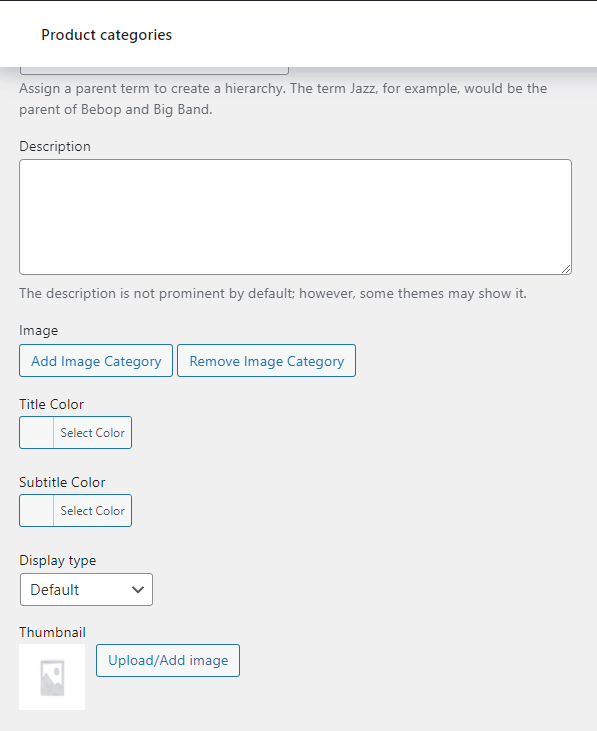 Product categories
Assign a parent term to create a hierarchy. The term Jazz, for example, would be the
parent of Bebop and Big Band.
Description
The description is not prominent by default; however, some themes may show it.
Image
Add Image Category
Remove Image Category
Title Color
Select Color
Subtitle Color
Select Color
Display type
Default
Thumbnail
Upload/Add image